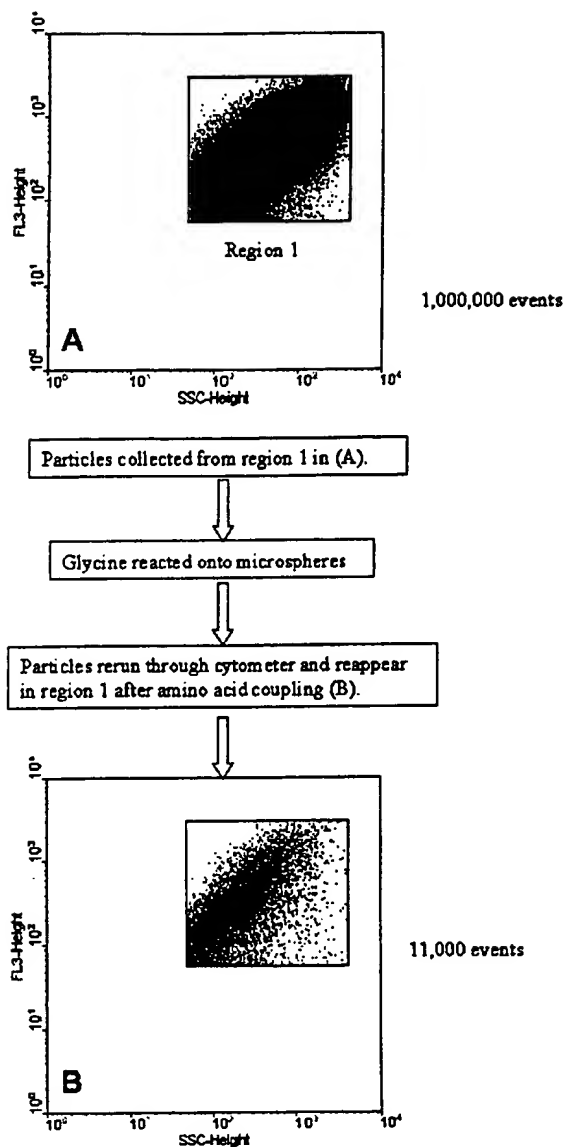 10⁴
10³
10²
10¹
10⁰
FL3-Height
Region 1
1,000,000 events
A
10⁰ 10¹ 10² 10³ 10⁴
SSC-Height
Particles collected from region 1 in (A).
Glycine reacted onto microspheres
Particles rerun through cytometer and reappear
in region 1 after amino acid coupling (B).
10⁴
10³
10²
10¹
10⁰
FL3-Height
11,000 events
B
10⁰ 10¹ 10² 10³ 10⁴
SSC-Height